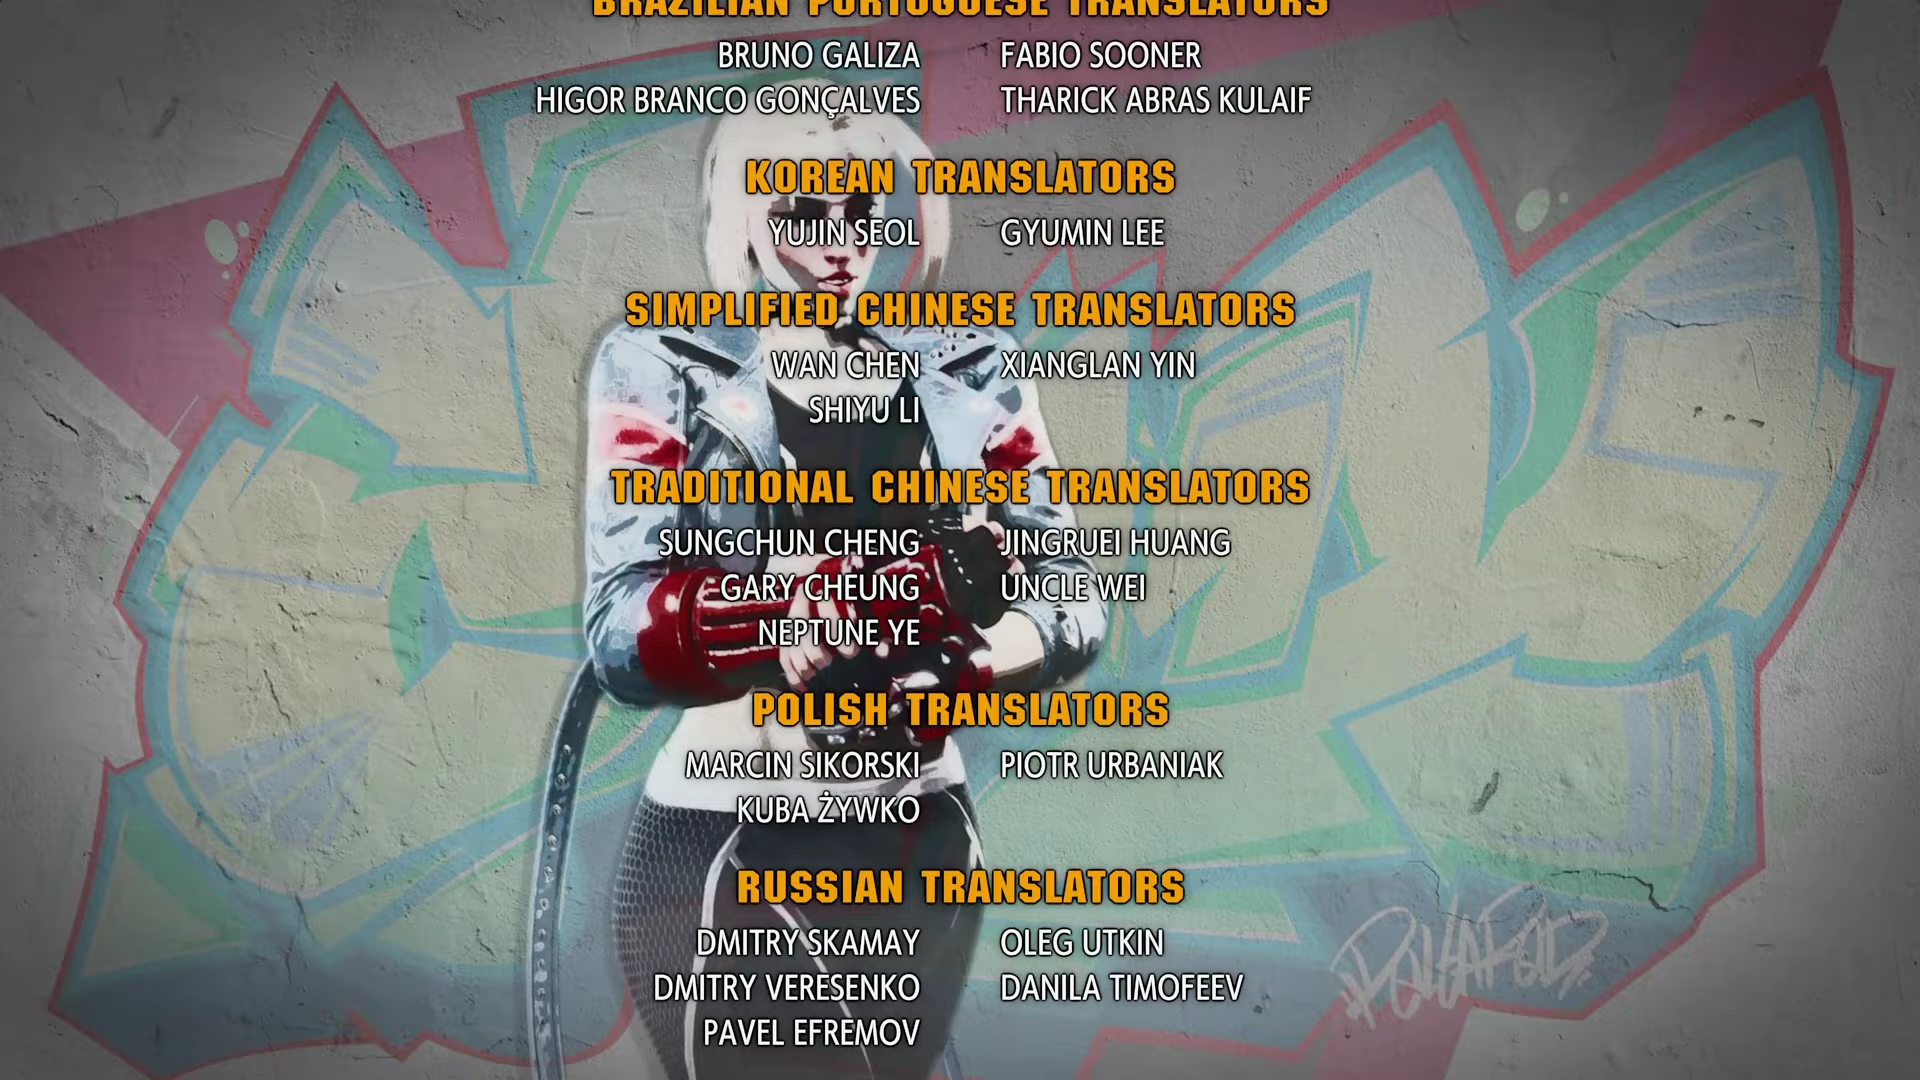 BRAZILIAN PORTUGUESE TRANSLATORS
BRUNO GALIZA FABIO SOONER
HIGOR BRANCO GONÇALVES THARICK ABRAS KULAIF
KOREAN TRANSLATORS
YUJIN SEOL GYUMIN LEE
SIMPLIFIED CHINESE TRANSLATORS
WAN CHEN XIANGLAN YIN
SHIYU LI
TRADITIONAL CHINESE TRANSLATORS
SUNGCHUN CHENG JINGRUEI HUANG
GARY CHEUNG UNCLE WEI
NEPTUNE YE
POLISH TRANSLATORS
MARCIN SIKORSKI PIOTR URBANIAK
KUBA ŻYWKO
RUSSIAN TRANSLATORS
DMITRY SKAMAY OLEG UTKIN
DMITRY VERESENKO DANILA TIMOFEEV
PAVEL EFREMOV